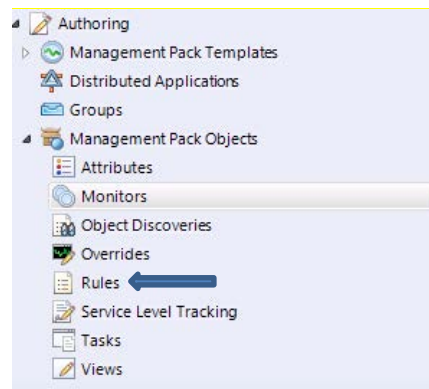 Authoring
Management Pack Templates
Distributed Applications
Groups
Management Pack Objects
Attributes
Monitors
Object Discoveries
Overrides
Rules
Service Level Tracking
Tasks
Views